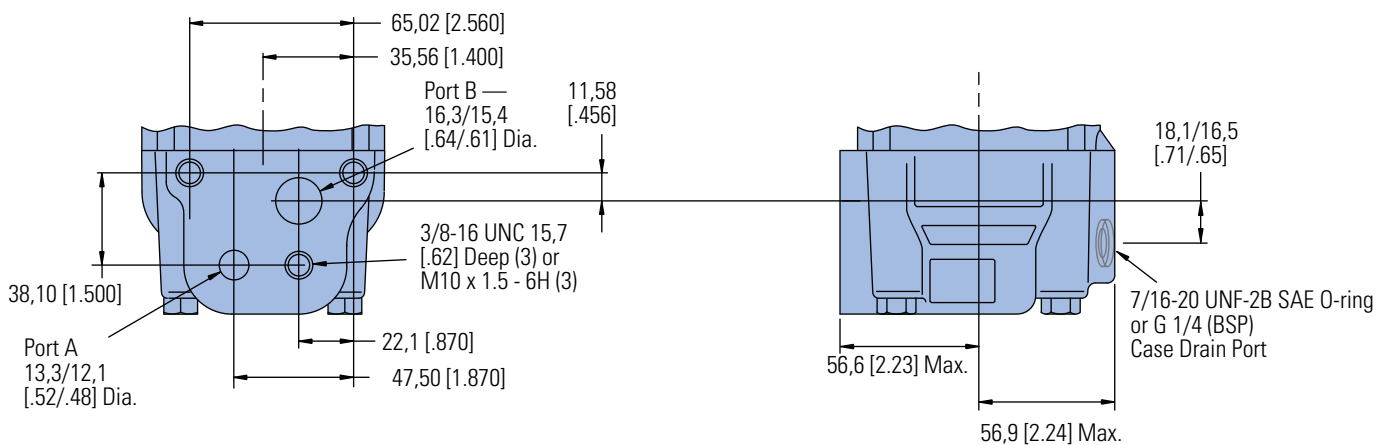 65,02 [2.560]
35,56 [1.400]
Port B —
16,3/15,4
[.64/.61] Dia.
11,58
[.456]
3/8-16 UNC 15,7
[.62] Deep (3) or
M10 x 1.5 - 6H (3)
38,10 [1.500]
Port A
13,3/12,1
[.52/.48] Dia.
22,1 [.870]
47,50 [1.870]
18,1/16,5
[.71/.65]
7/16-20 UNF-2B SAE O-ring
or G 1/4 (BSP)
Case Drain Port
56,6 [2.23] Max.
56,9 [2.24] Max.